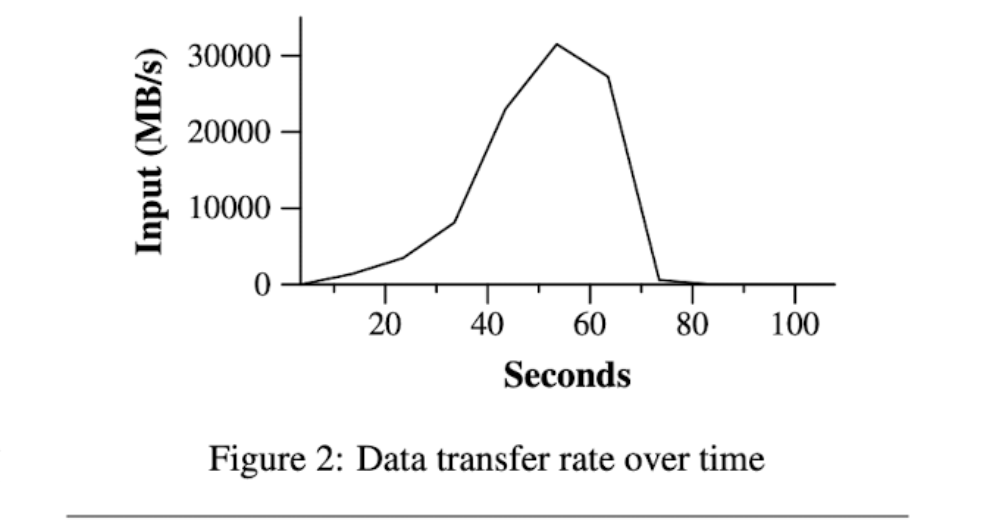 Input (MB/s)
30000
20000
10000
0
20 40 60 80 100
Seconds
Figure 2: Data transfer rate over time